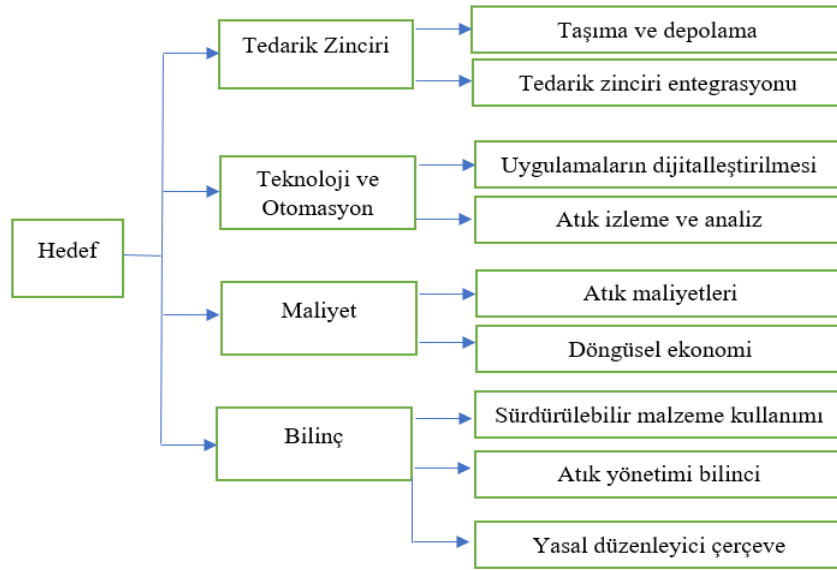 Hedef
Tedarik Zinciri
Taşıma ve depolama
Tedarik zinciri entegrasyonu
Teknoloji ve
Otomasyon
Uygulamaların dijitalleştirilmesi
Atık izleme ve analiz
Maliyet
Atık maliyetleri
Döngüsel ekonomi
Bilinç
Sürdürülebilir malzeme kullanımı
Atık yönetimi bilinci
Yasal düzenleyici çerçeve